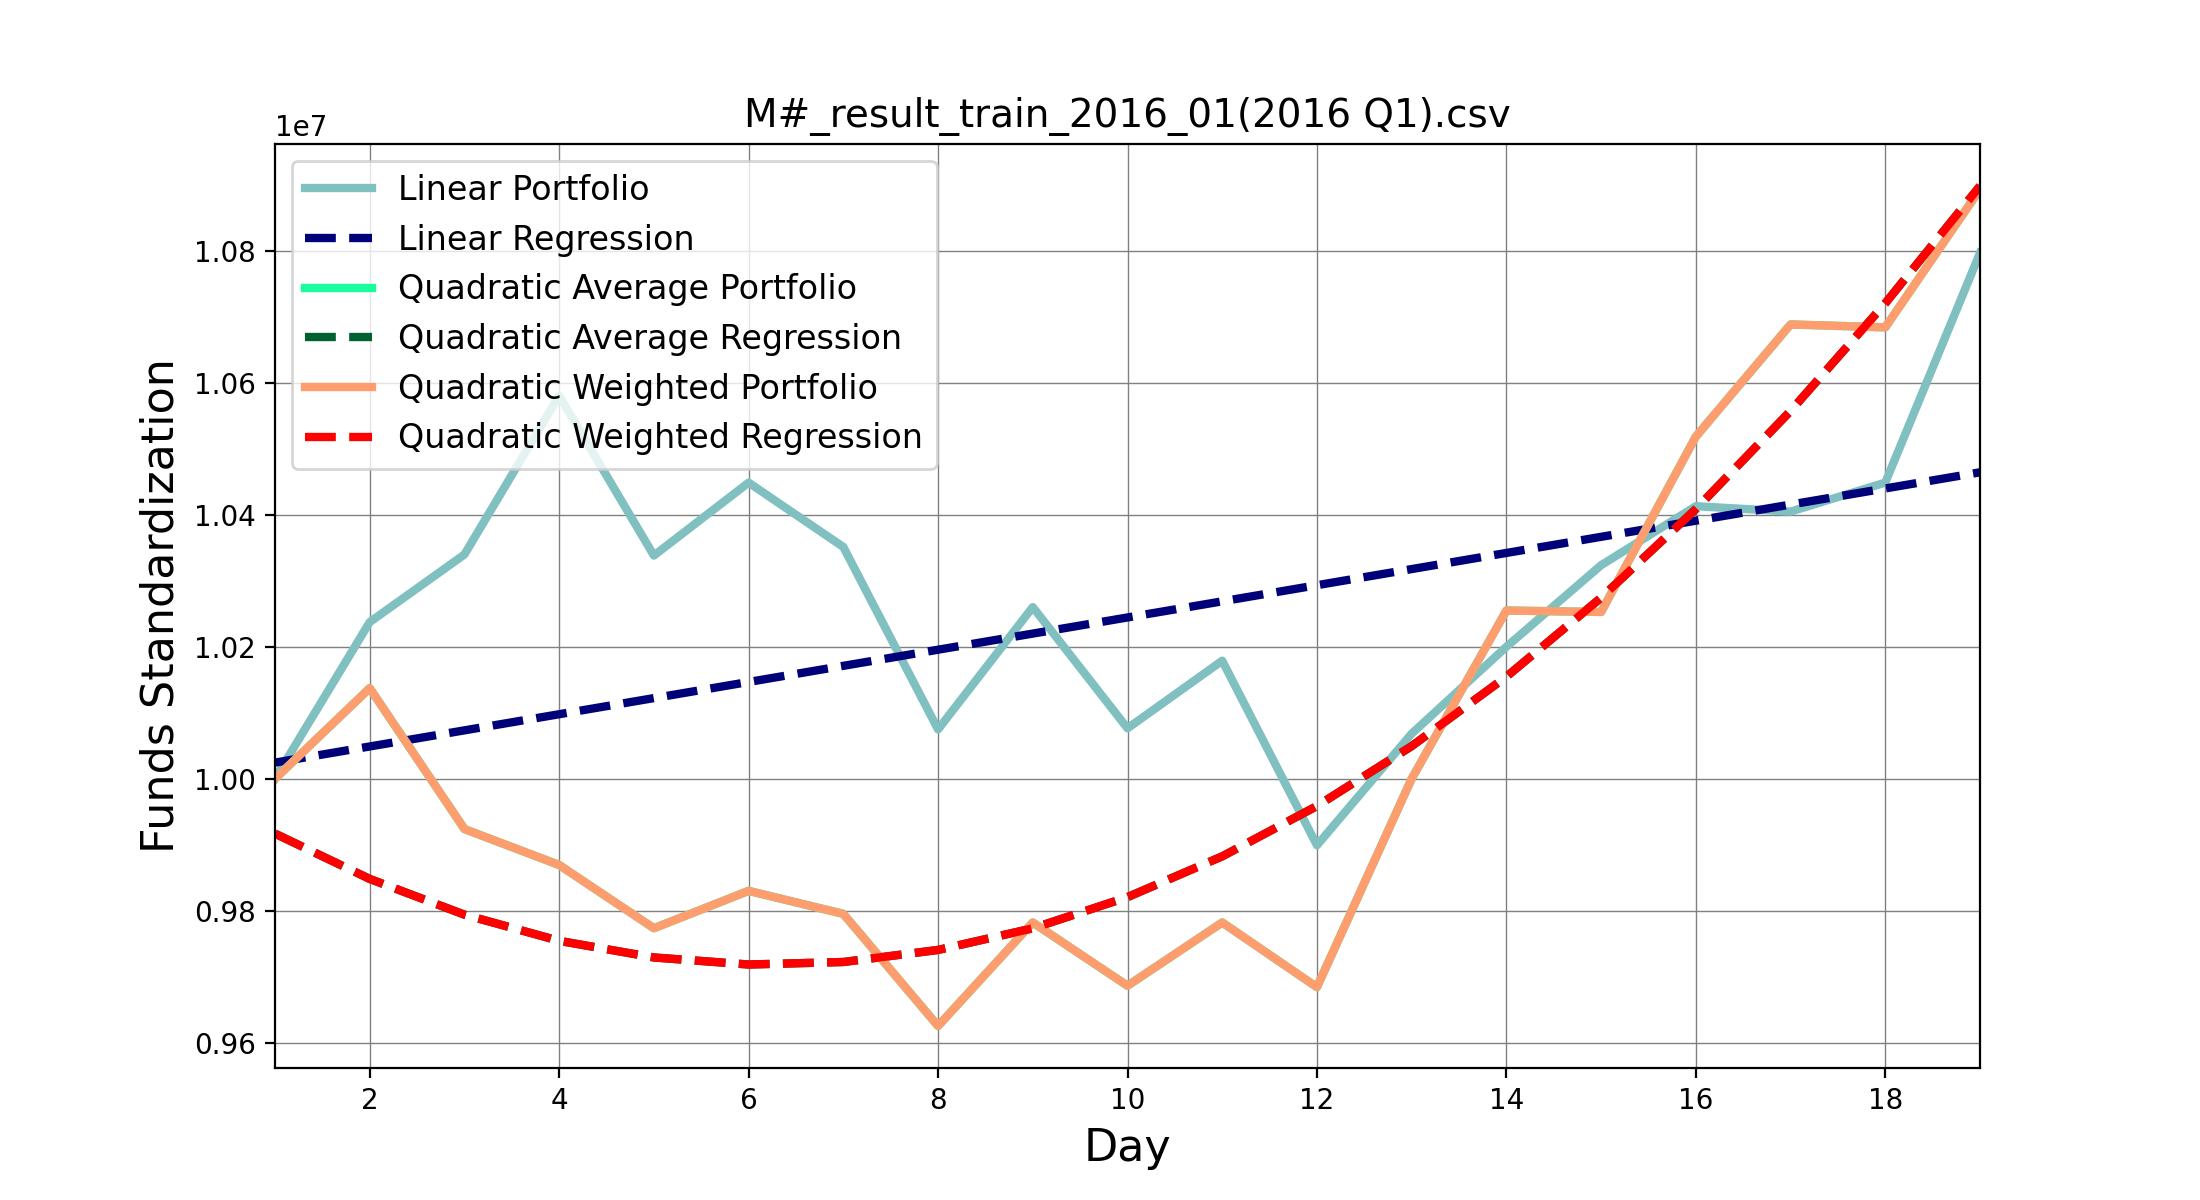 M#_result_train_2016_01(2016 Q1).csv
1e7
Linear Portfolio
Linear Regression
Quadratic Average Portfolio
Quadratic Average Regression
Quadratic Weighted Portfolio
Quadratic Weighted Regression
Funds Standardization
1.08
1.06
1.04
1.02
1.00
0.98
0.96
2 4 6 8 10 12 14 16 18
Day